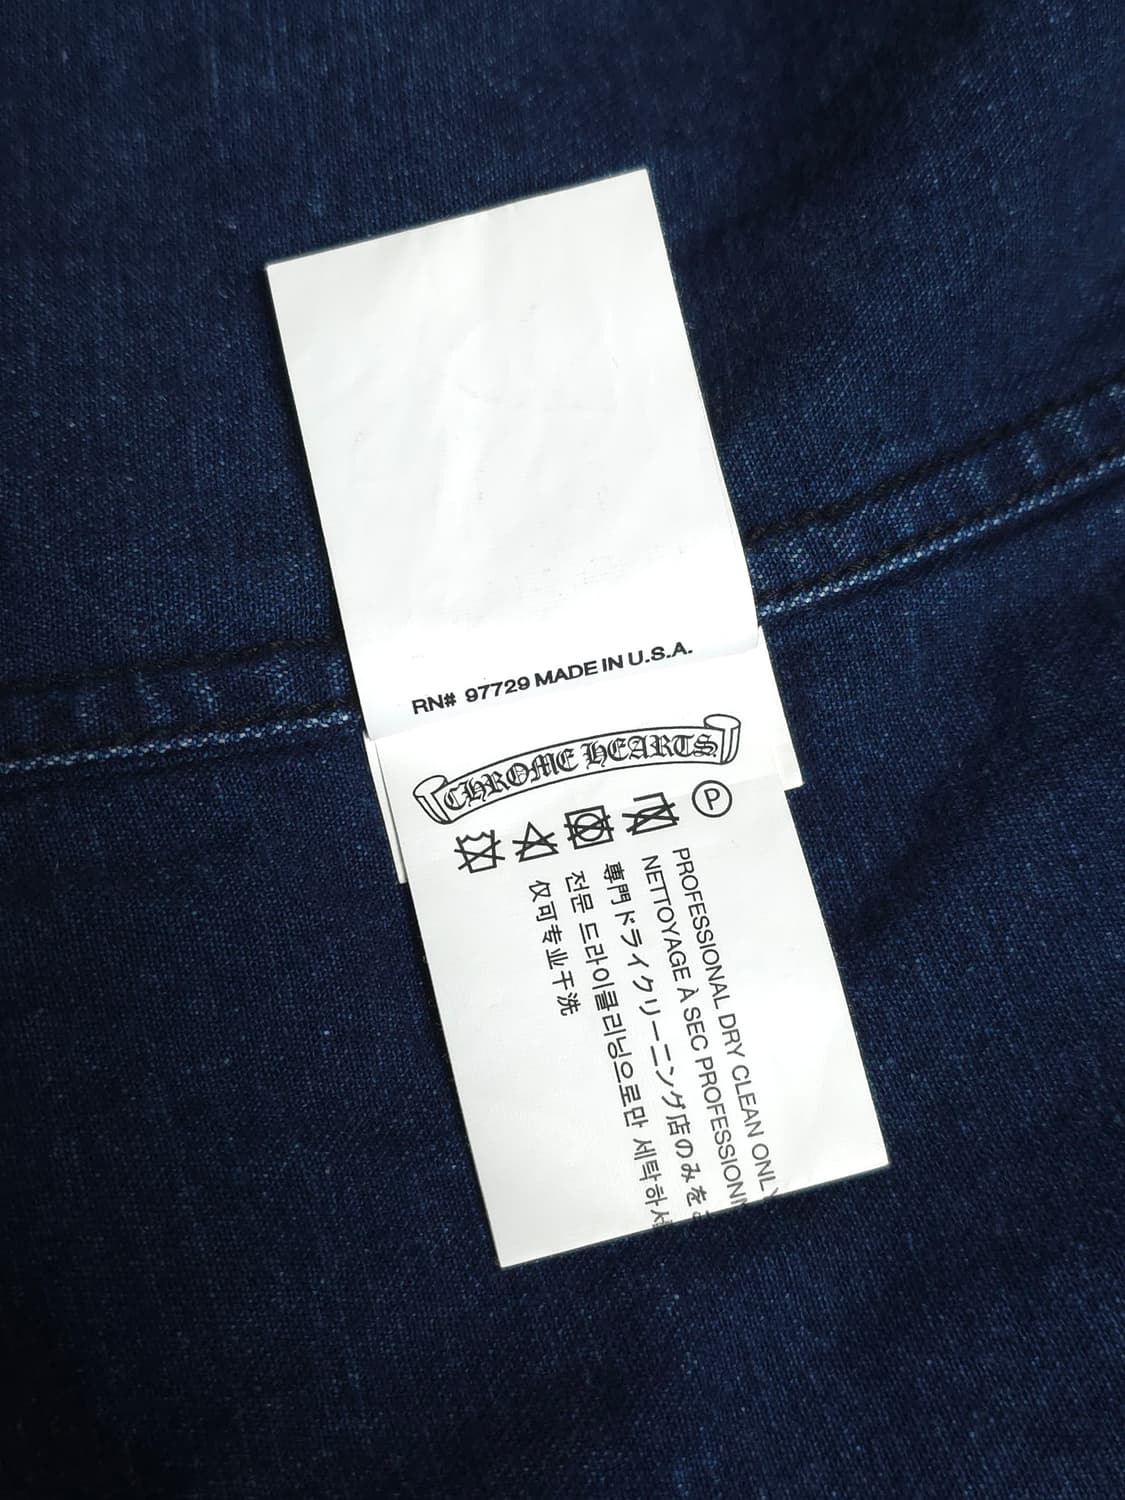 RN# 97729 MADE IN U.S.A.
CHROME HEARTS
P
PROFESSIONAL DRY CLEAN ONLY
NETTOYAGE À SEC PROFESSIONN
専門ドライクリーニング店のみを
전문 드라이클리닝으로만 세탁하
仅可专业干洗